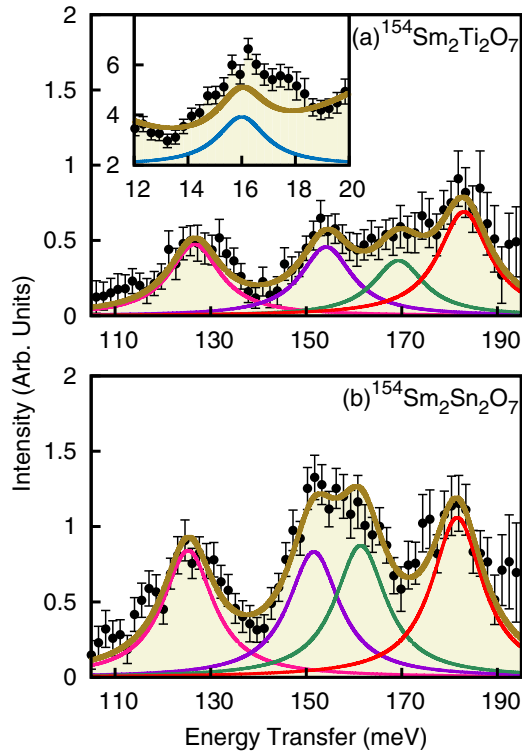 (a) ¹⁵⁴Sm₂Ti₂O₇
2
1.5
1
0.5
0
6
4
2
12 14 16 18 20
110 130 150 170 190
(b) ¹⁵⁴Sm₂Sn₂O₇
2
1.5
1
0.5
0
110 130 150 170 190
Intensity (Arb. Units)
Energy Transfer (meV)